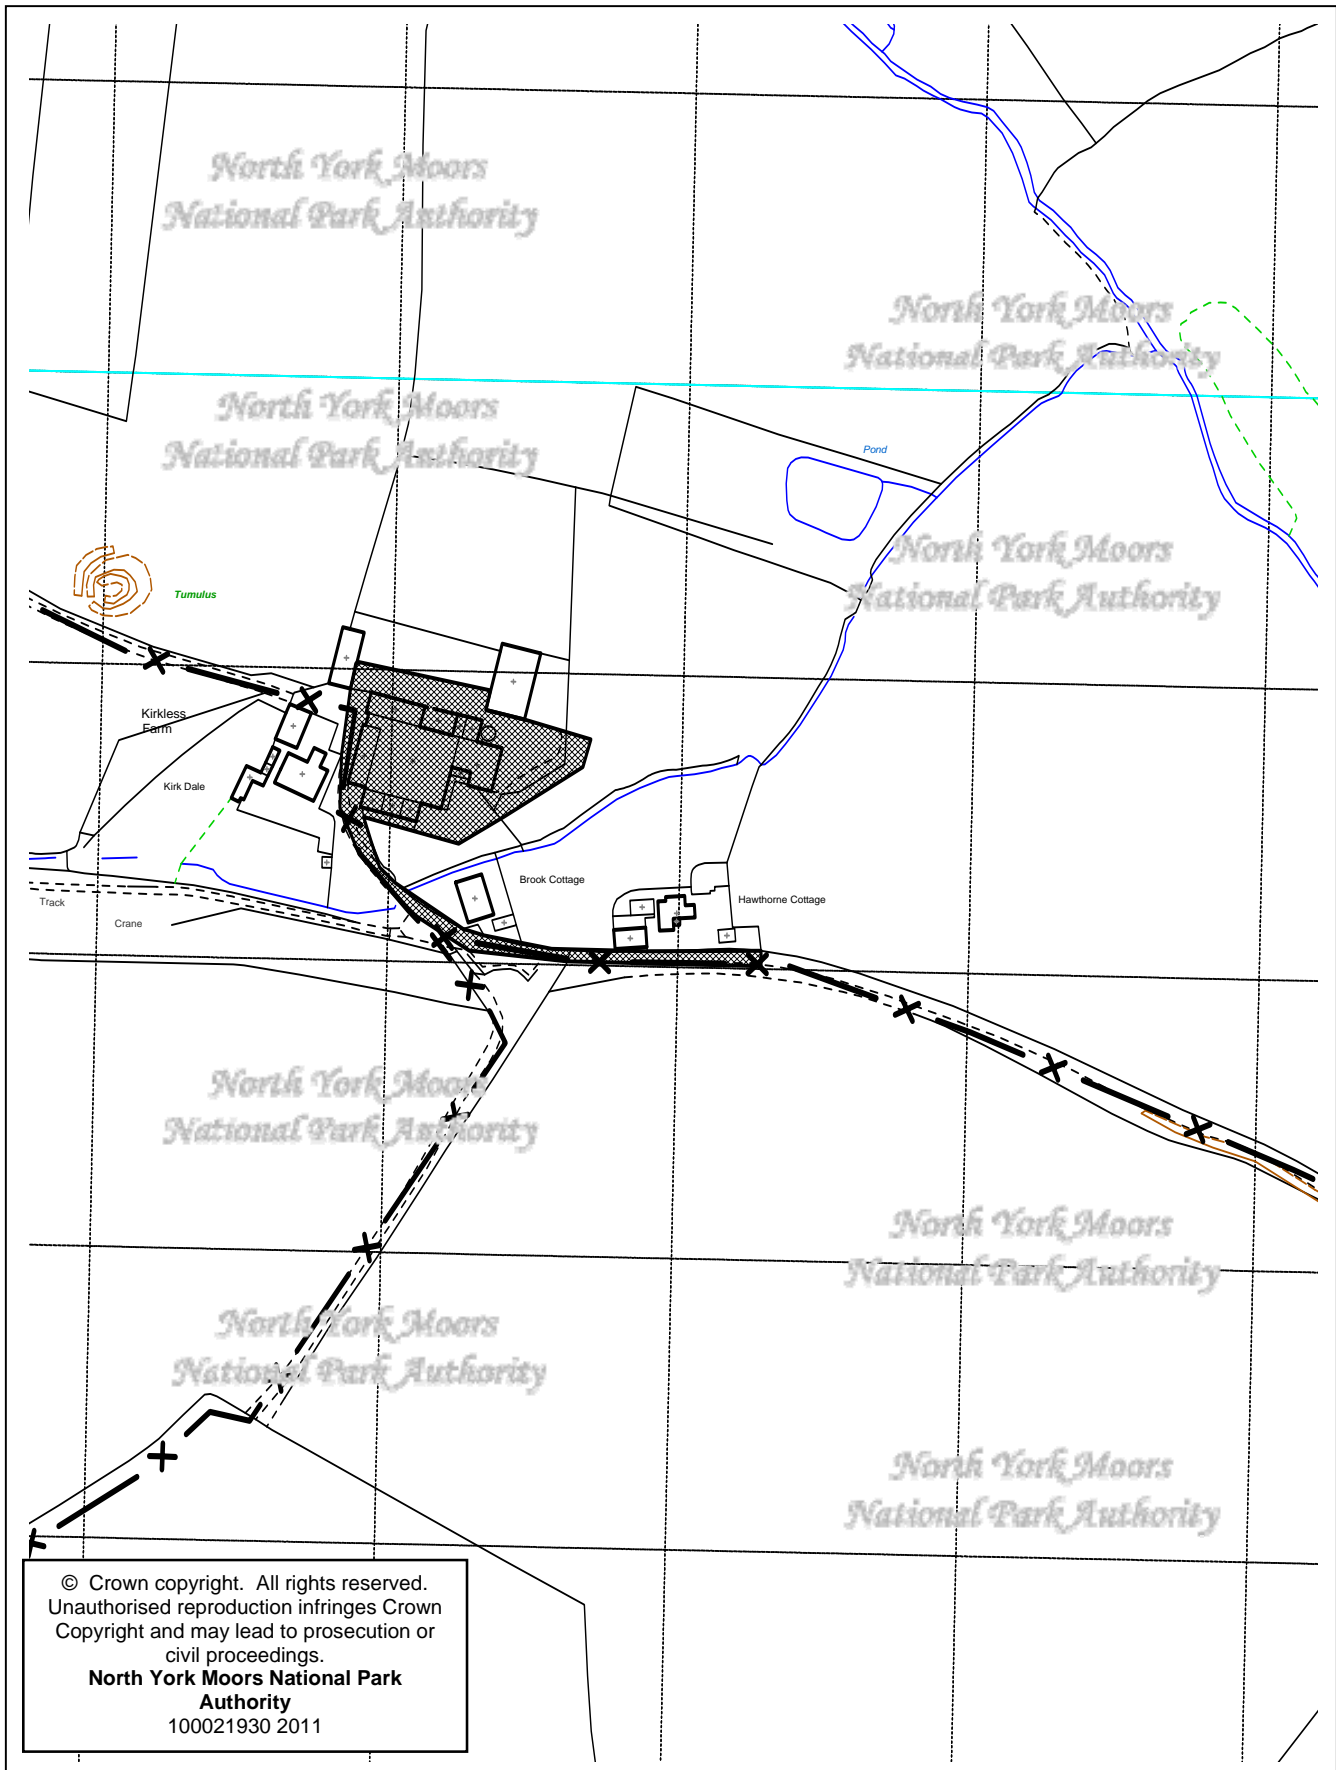 North York Moors
National Park Authority
North York Moors
National Park Authority
North York Moors
National Park Authority
Pond
North York Moors
National Park Authority
Tumulus
Kirkless
Farm
Kirk Dale
Brook Cottage
Hawthorne Cottage
Track
Crane
North York Moors
National Park Authority
North York Moors
National Park Authority
North York Moors
National Park Authority
North York Moors
National Park Authority
© Crown copyright. All rights reserved.
Unauthorised reproduction infringes Crown
Copyright and may lead to prosecution or
civil proceedings.
North York Moors National Park
Authority
100021930 2011